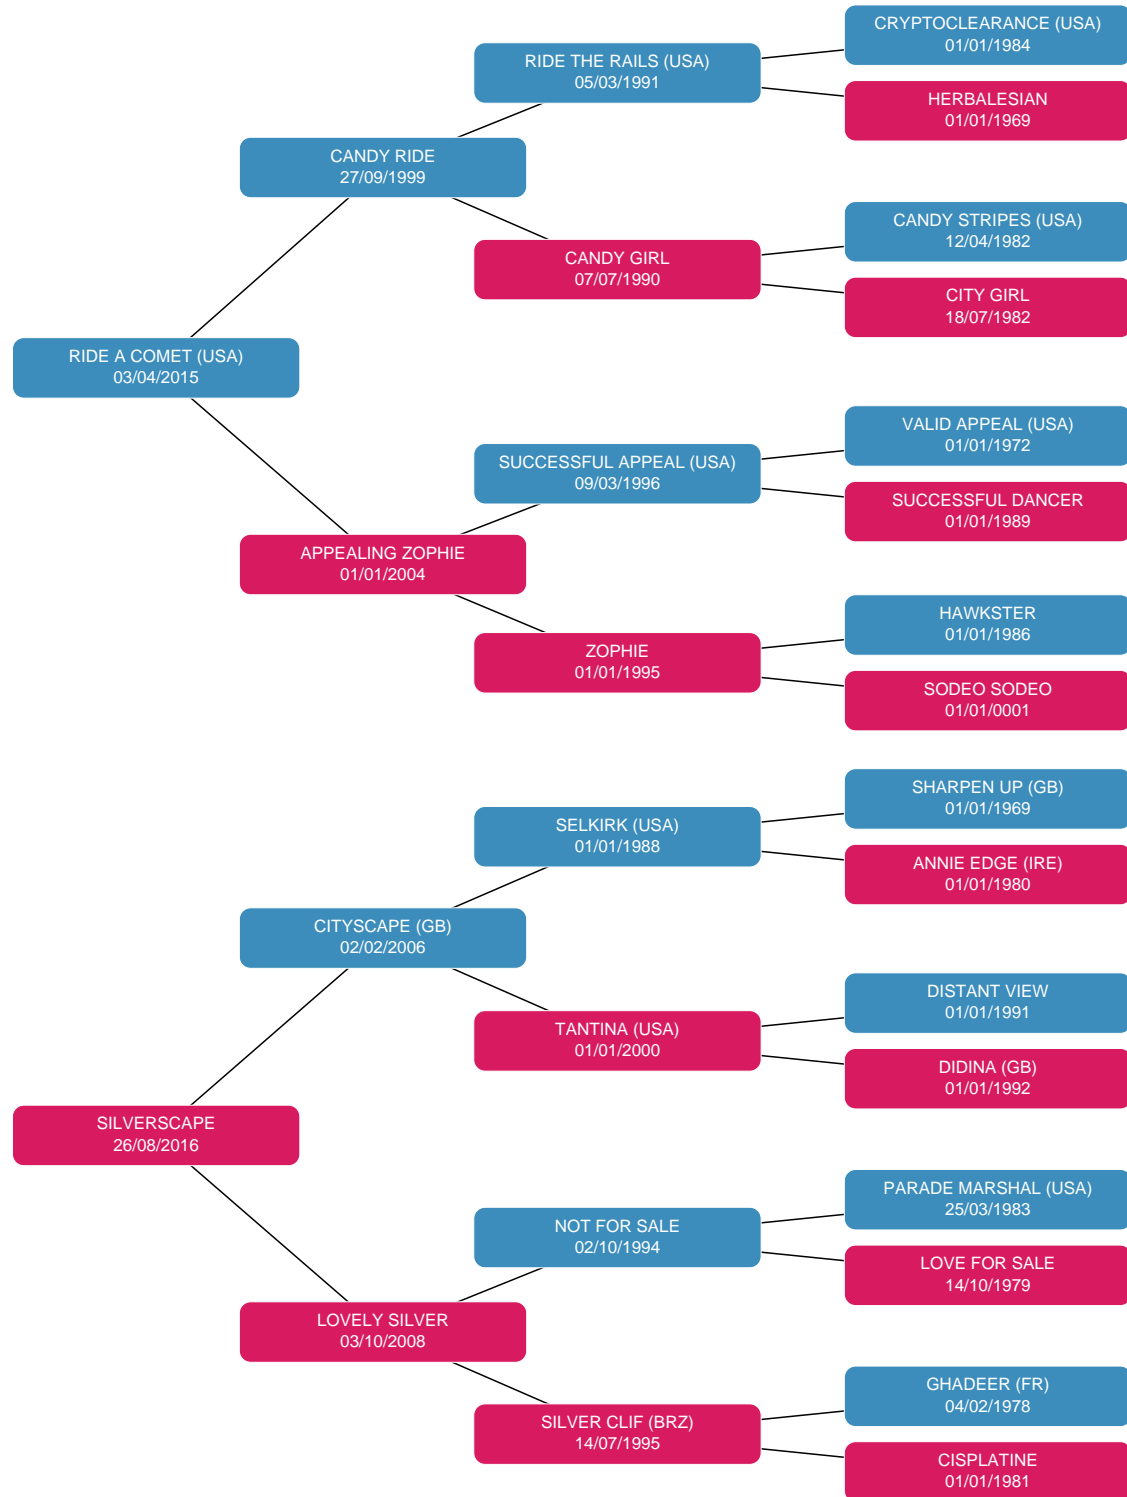 CRYPTOCLEARANCE (USA)
01/01/1984
RIDE THE RAILS (USA)
05/03/1991
HERBALESIAN
01/01/1969
CANDY RIDE
27/09/1999
CANDY STRIPES (USA)
12/04/1982
CANDY GIRL
07/07/1990
CITY GIRL
18/07/1982
RIDE A COMET (USA)
03/04/2015
VALID APPEAL (USA)
01/01/1972
SUCCESSFUL APPEAL (USA)
09/03/1996
SUCCESSFUL DANCER
01/01/1989
APPEALING ZOPHIE
01/01/2004
HAWKSTER
01/01/1986
ZOPHIE
01/01/1995
SODEO SODEO
01/01/0001
SHARPEN UP (GB)
01/01/1969
SELKIRK (USA)
01/01/1988
ANNIE EDGE (IRE)
01/01/1980
CITYSCAPE (GB)
02/02/2006
DISTANT VIEW
01/01/1991
TANTINA (USA)
01/01/2000
DIDINA (GB)
01/01/1992
SILVERSCAPE
26/08/2016
PARADE MARSHAL (USA)
25/03/1983
NOT FOR SALE
02/10/1994
LOVE FOR SALE
14/10/1979
LOVELY SILVER
03/10/2008
GHADEER (FR)
04/02/1978
SILVER CLIF (BRZ)
14/07/1995
CISPLATINE
01/01/1981